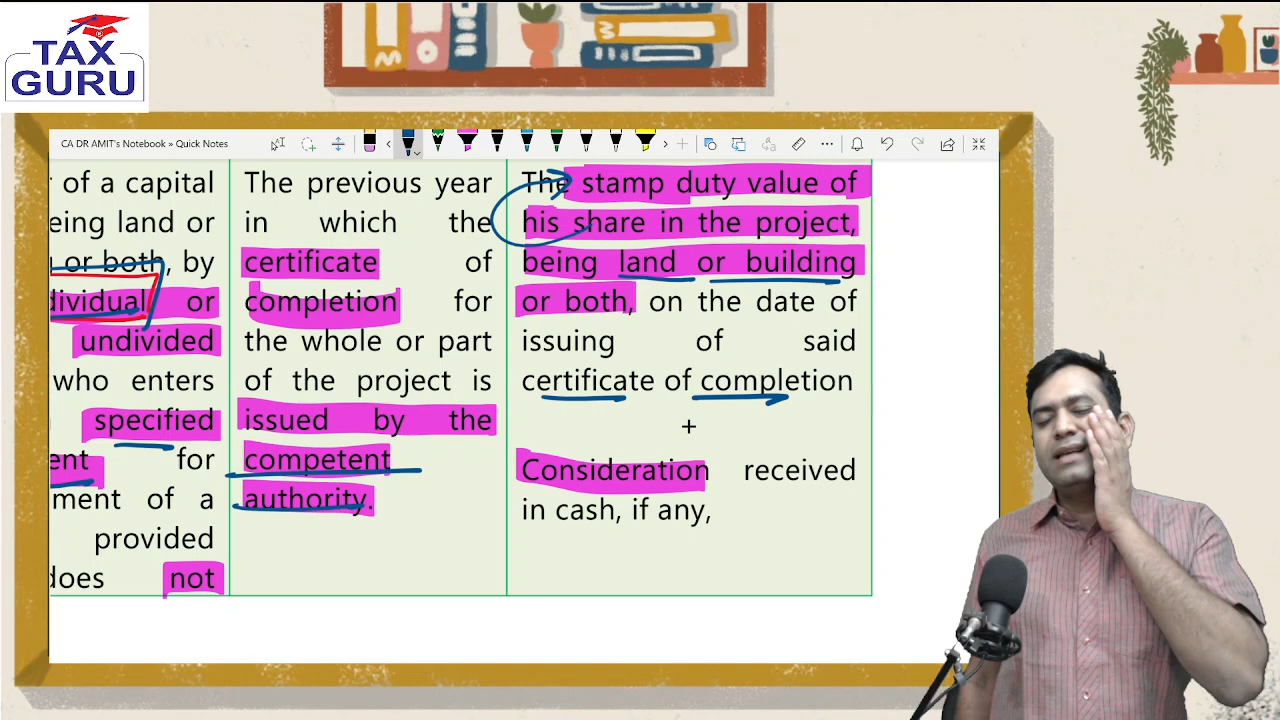 TAX
GURU
CA DR AMIT's Notebook » Quick Notes
of a capital
eing land or
or both, by
dividual or
undivided
who enters
specified
ent for
ment of a
provided
does not
The previous year
in which the
certificate of
completion for
the whole or part
of the project is
issued by the
competent
authority.
The stamp duty value of
his share in the project,
being land or building
or both, on the date of
issuing of said
certificate of completion
+
Consideration received
in cash, if any,